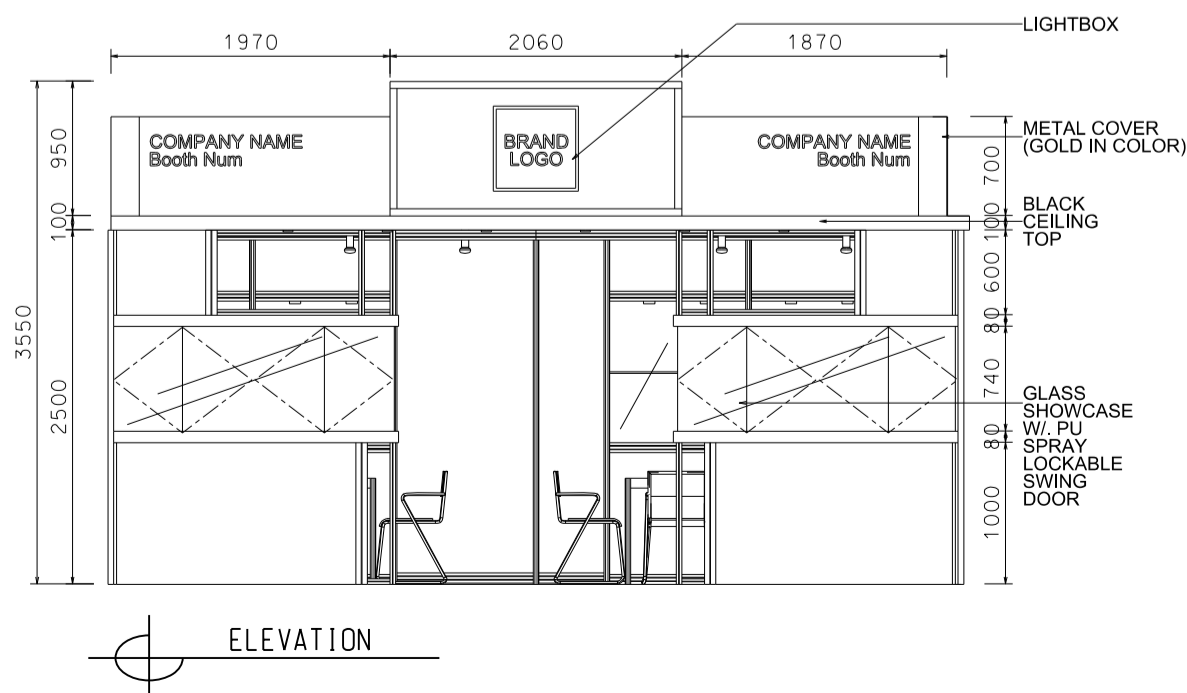 1970
2060
1870
LIGHTBOX
COMPANY NAME
Booth Num
BRAND
LOGO
COMPANY NAME
Booth Num
METAL COVER
(GOLD IN COLOR)
BLACK
CEILING
TOP
GLASS
SHOWCASE
W/. PU
SPRAY
LOCKABLE
SWING
DOOR
3550
950
100
2500
700
100
600
80
740
80
1000
ELEVATION